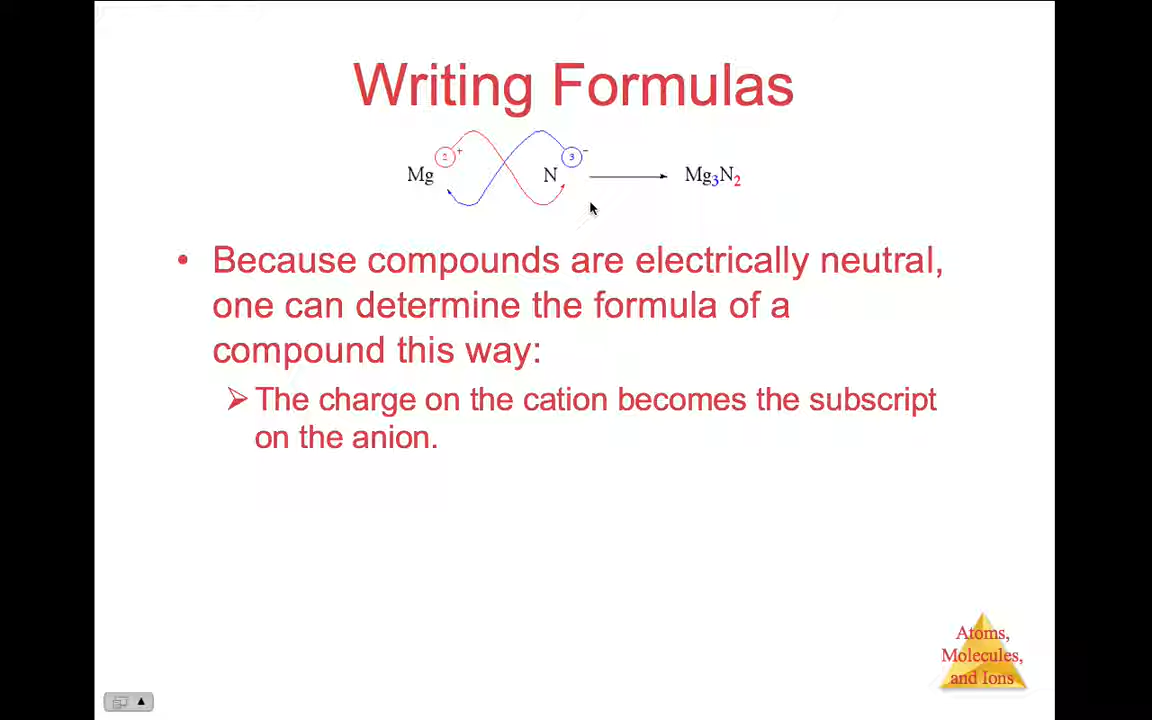 Writing Formulas
Mg 2+ N 3− Mg3N2
• Because compounds are electrically neutral,
one can determine the formula of a
compound this way:
➢ The charge on the cation becomes the subscript
on the anion.
Atoms,
Molecules,
and Ions